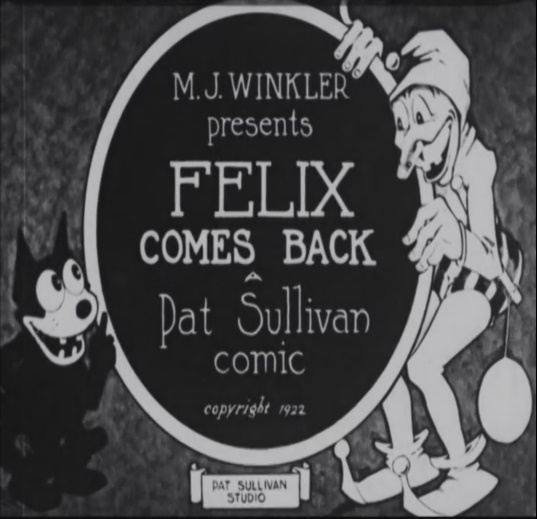 M. J. WINKLER
presents
FELIX
COMES BACK
A
Pat Sullivan
comic
copyright 1922
PAT SULLIVAN
STUDIO